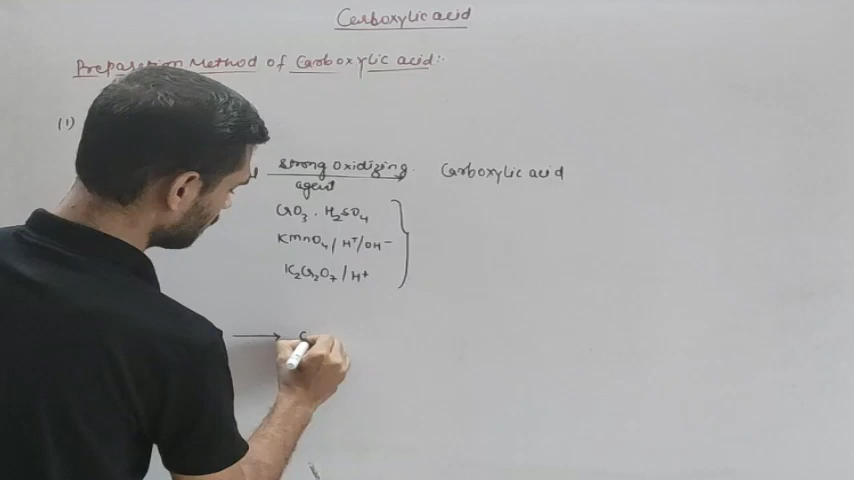 Carboxylic acid
Preparation Method of Carboxylic acid:-
(1)
strong oxidizing Carboxylic acid
agent
CrO3 . H2SO4
KmnO4 / H+/OH-
K2Cr2O7 / H+